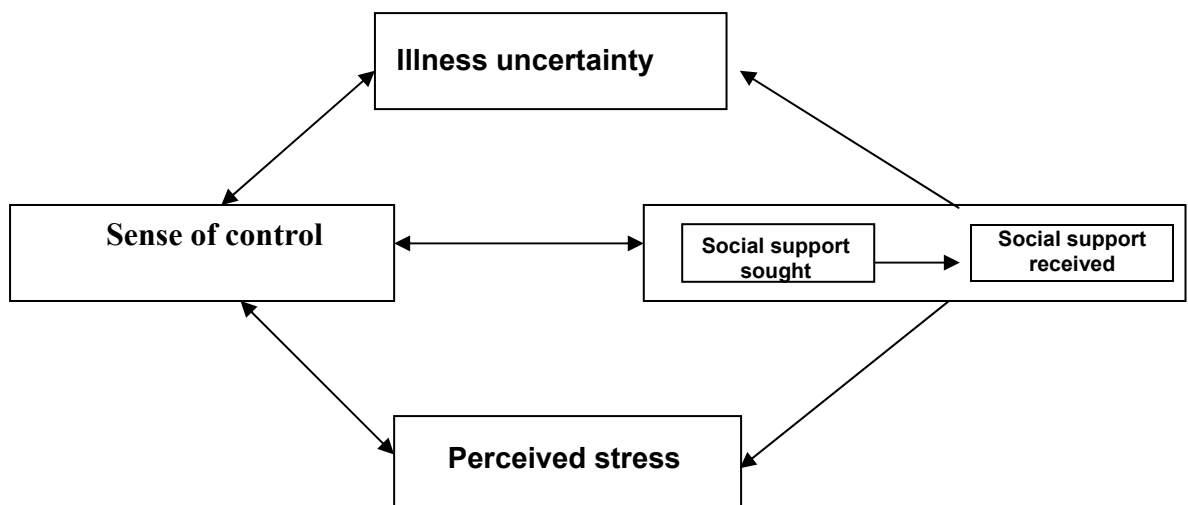 Illness uncertainty
Sense of control
Social support
sought
Social support
received
Perceived stress